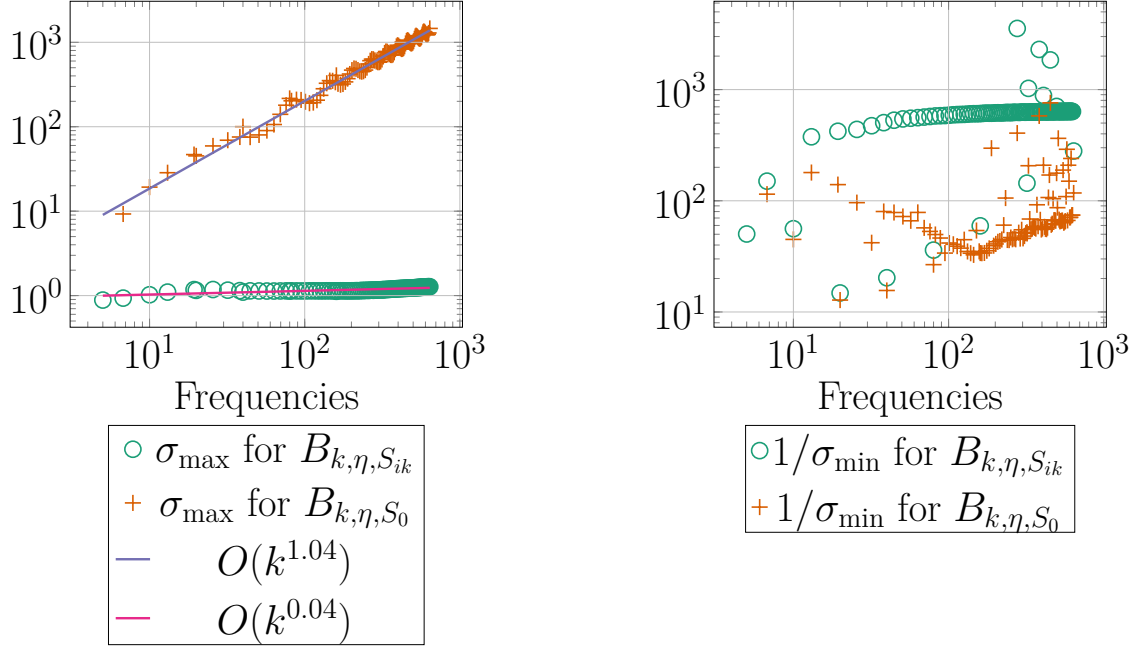 10^3
10^2
10^1
10^0
10^1 10^2 10^3
Frequencies
σ_max for B_{k,η,S_{ik}}
σ_max for B_{k,η,S_0}
O(k^{1.04})
O(k^{0.04})
10^3
10^2
10^1
10^1 10^2 10^3
Frequencies
1/σ_min for B_{k,η,S_{ik}}
1/σ_min for B_{k,η,S_0}